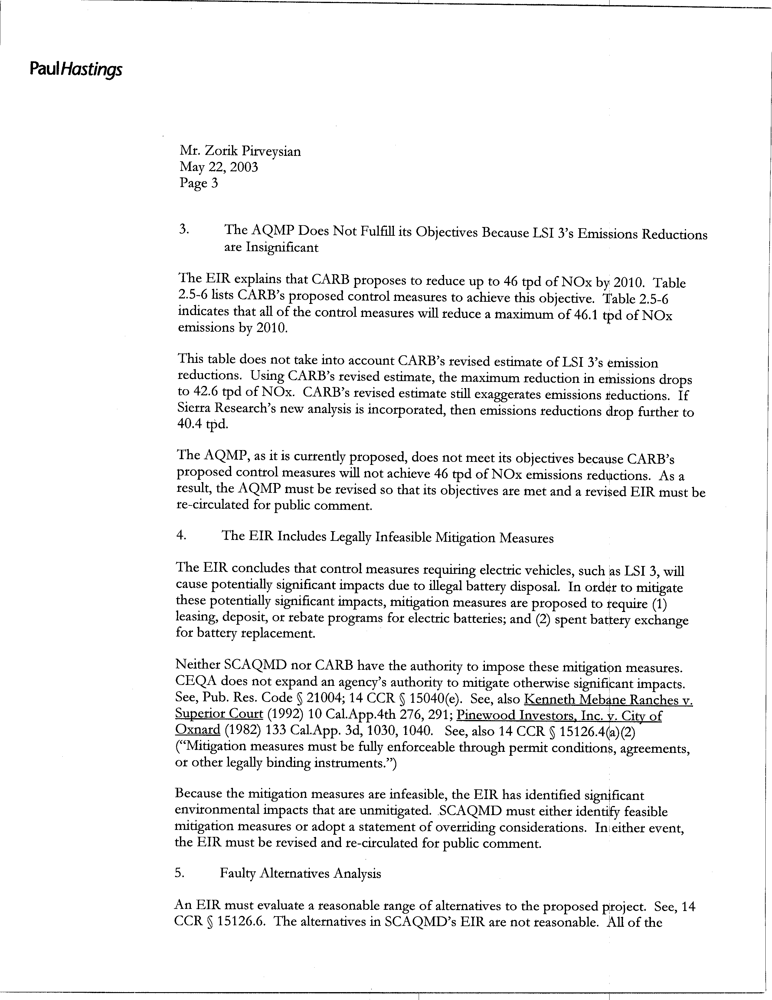 PaulHastings
Mr. Zorik Pirveysian
May 22, 2003
Page 3
3. The AQMP Does Not Fulfill its Objectives Because LSI 3's Emissions Reductions
are Insignificant
The EIR explains that CARB proposes to reduce up to 46 tpd of NOx by 2010. Table
2.5-6 lists CARB's proposed control measures to achieve this objective. Table 2.5-6
indicates that all of the control measures will reduce a maximum of 46.1 tpd of NOx
emissions by 2010.
This table does not take into account CARB's revised estimate of LSI 3's emission
reductions. Using CARB's revised estimate, the maximum reduction in emissions drops
to 42.6 tpd of NOx. CARB's revised estimate still exaggerates emissions reductions. If
Sierra Research's new analysis is incorporated, then emissions reductions drop further to
40.4 tpd.
The AQMP, as it is currently proposed, does not meet its objectives because CARB's
proposed control measures will not achieve 46 tpd of NOx emissions reductions. As a
result, the AQMP must be revised so that its objectives are met and a revised EIR must be
re-circulated for public comment.
4. The EIR Includes Legally Infeasible Mitigation Measures
The EIR concludes that control measures requiring electric vehicles, such as LSI 3, will
cause potentially significant impacts due to illegal battery disposal. In order to mitigate
these potentially significant impacts, mitigation measures are proposed to require (1)
leasing, deposit, or rebate programs for electric batteries; and (2) spent battery exchange
for battery replacement.
Neither SCAQMD nor CARB have the authority to impose these mitigation measures.
CEQA does not expand an agency's authority to mitigate otherwise significant impacts.
See, Pub. Res. Code § 21004; 14 CCR § 15040(e). See, also Kenneth Mebane Ranches v.
Superior Court (1992) 10 Cal.App.4th 276, 291; Pinewood Investors, Inc. v. City of
Oxnard (1982) 133 Cal.App. 3d, 1030, 1040. See, also 14 CCR § 15126.4(a)(2)
("Mitigation measures must be fully enforceable through permit conditions, agreements,
or other legally binding instruments.")
Because the mitigation measures are infeasible, the EIR has identified significant
environmental impacts that are unmitigated. SCAQMD must either identify feasible
mitigation measures or adopt a statement of overriding considerations. In either event,
the EIR must be revised and re-circulated for public comment.
5. Faulty Alternatives Analysis
An EIR must evaluate a reasonable range of alternatives to the proposed project. See, 14
CCR § 15126.6. The alternatives in SCAQMD's EIR are not reasonable. All of the